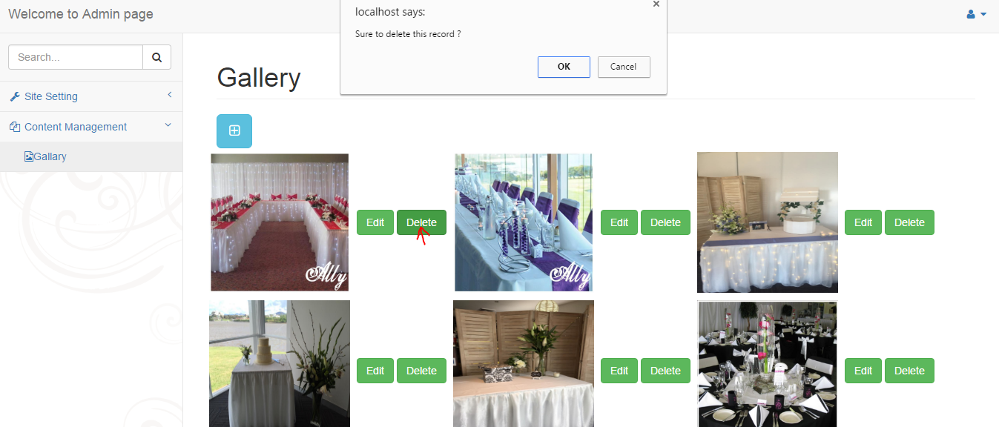 Welcome to Admin page
localhost says:
Sure to delete this record ?
OK
Cancel
Search...
Site Setting
Content Management
Gallary
Gallery
Edit
Delete
Edit
Delete
Edit
Delete
Ally
Ally
Edit
Delete
Edit
Delete
Edit
Delete